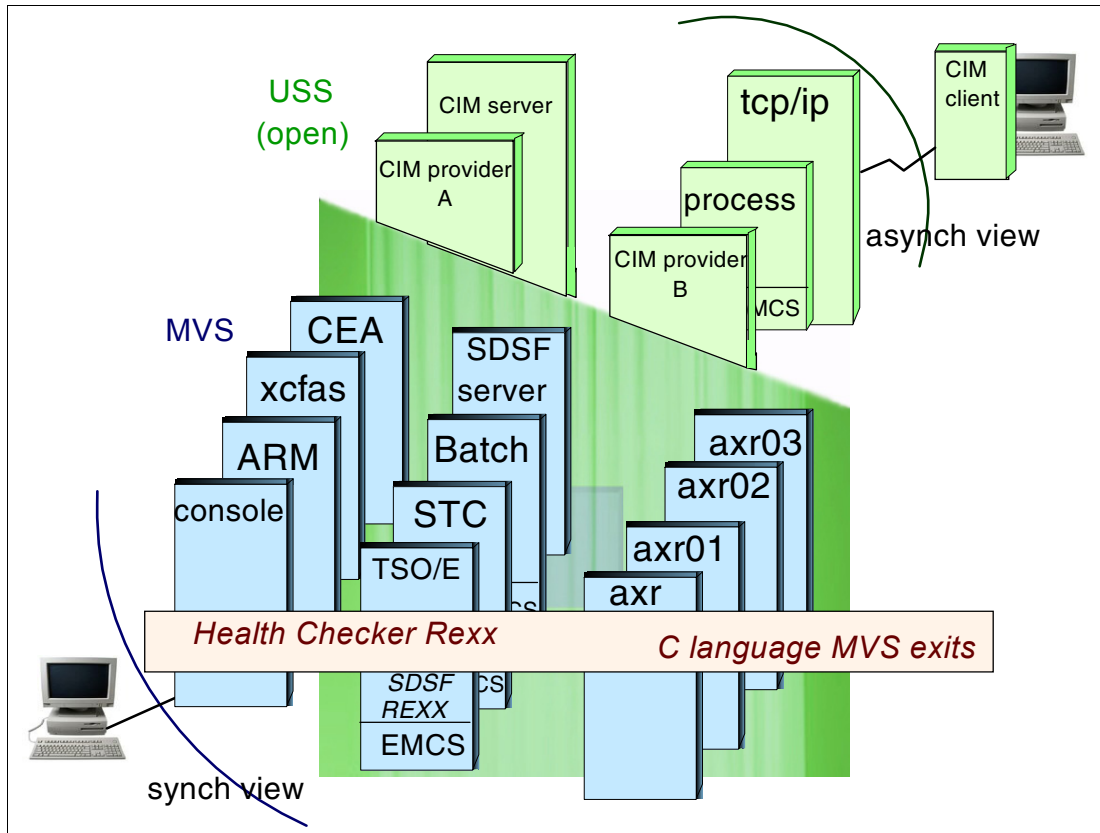 USS
(open)
CIM server
CIM provider
A
tcp/ip
CIM
client
process
asynch view
CIM provider
B
MCS
MVS
CEA
xcfas
ARM
console
SDSF
server
Batch
STC
TSO/E
CS
axr03
axr02
axr01
axr
Health Checker Rexx
C language MVS exits
SDSF
REXX
CS
EMCS
synch view